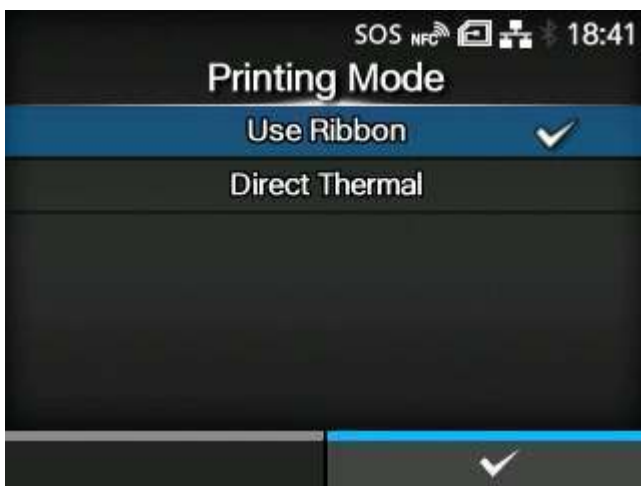 SOS NFC 18:41
Printing Mode
Use Ribbon
Direct Thermal